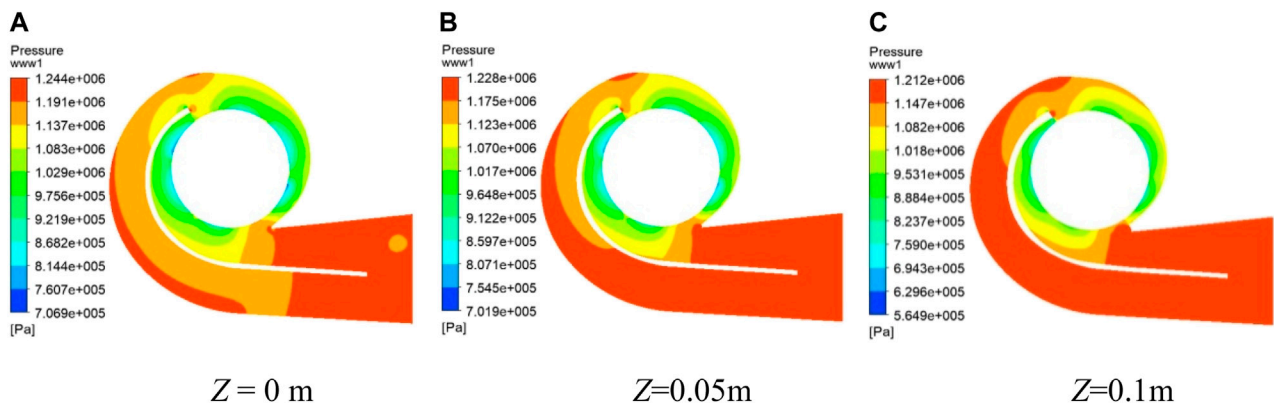 A
Pressure
www1
1.244e+006
1.191e+006
1.137e+006
1.083e+006
1.029e+006
9.756e+005
9.219e+005
8.682e+005
8.144e+005
7.607e+005
7.069e+005
[Pa]
Z = 0 m
B
Pressure
www1
1.228e+006
1.175e+006
1.123e+006
1.070e+006
1.017e+006
9.648e+005
9.122e+005
8.597e+005
8.071e+005
7.545e+005
7.019e+005
[Pa]
Z=0.05m
C
Pressure
www1
1.212e+006
1.147e+006
1.082e+006
1.018e+006
9.531e+005
8.884e+005
8.237e+005
7.590e+005
6.943e+005
6.296e+005
5.649e+005
[Pa]
Z=0.1m